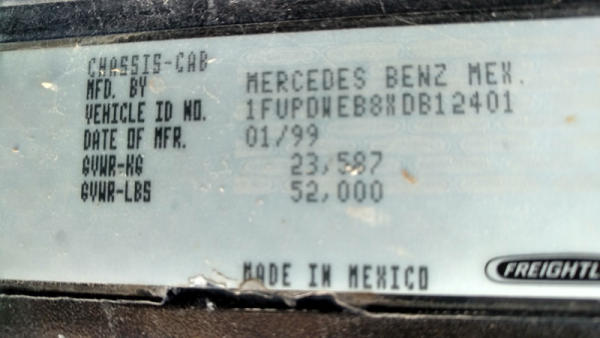 CHASSIS-CAB
MFD. BY MERCEDES BENZ MEX.
VEHICLE ID NO. 1FUPDWEB8XDB12401
DATE OF MFR. 01/99
GVWR-KG 23,587
GVWR-LBS 52,000
MADE IN MEXICO
FREIGHTL